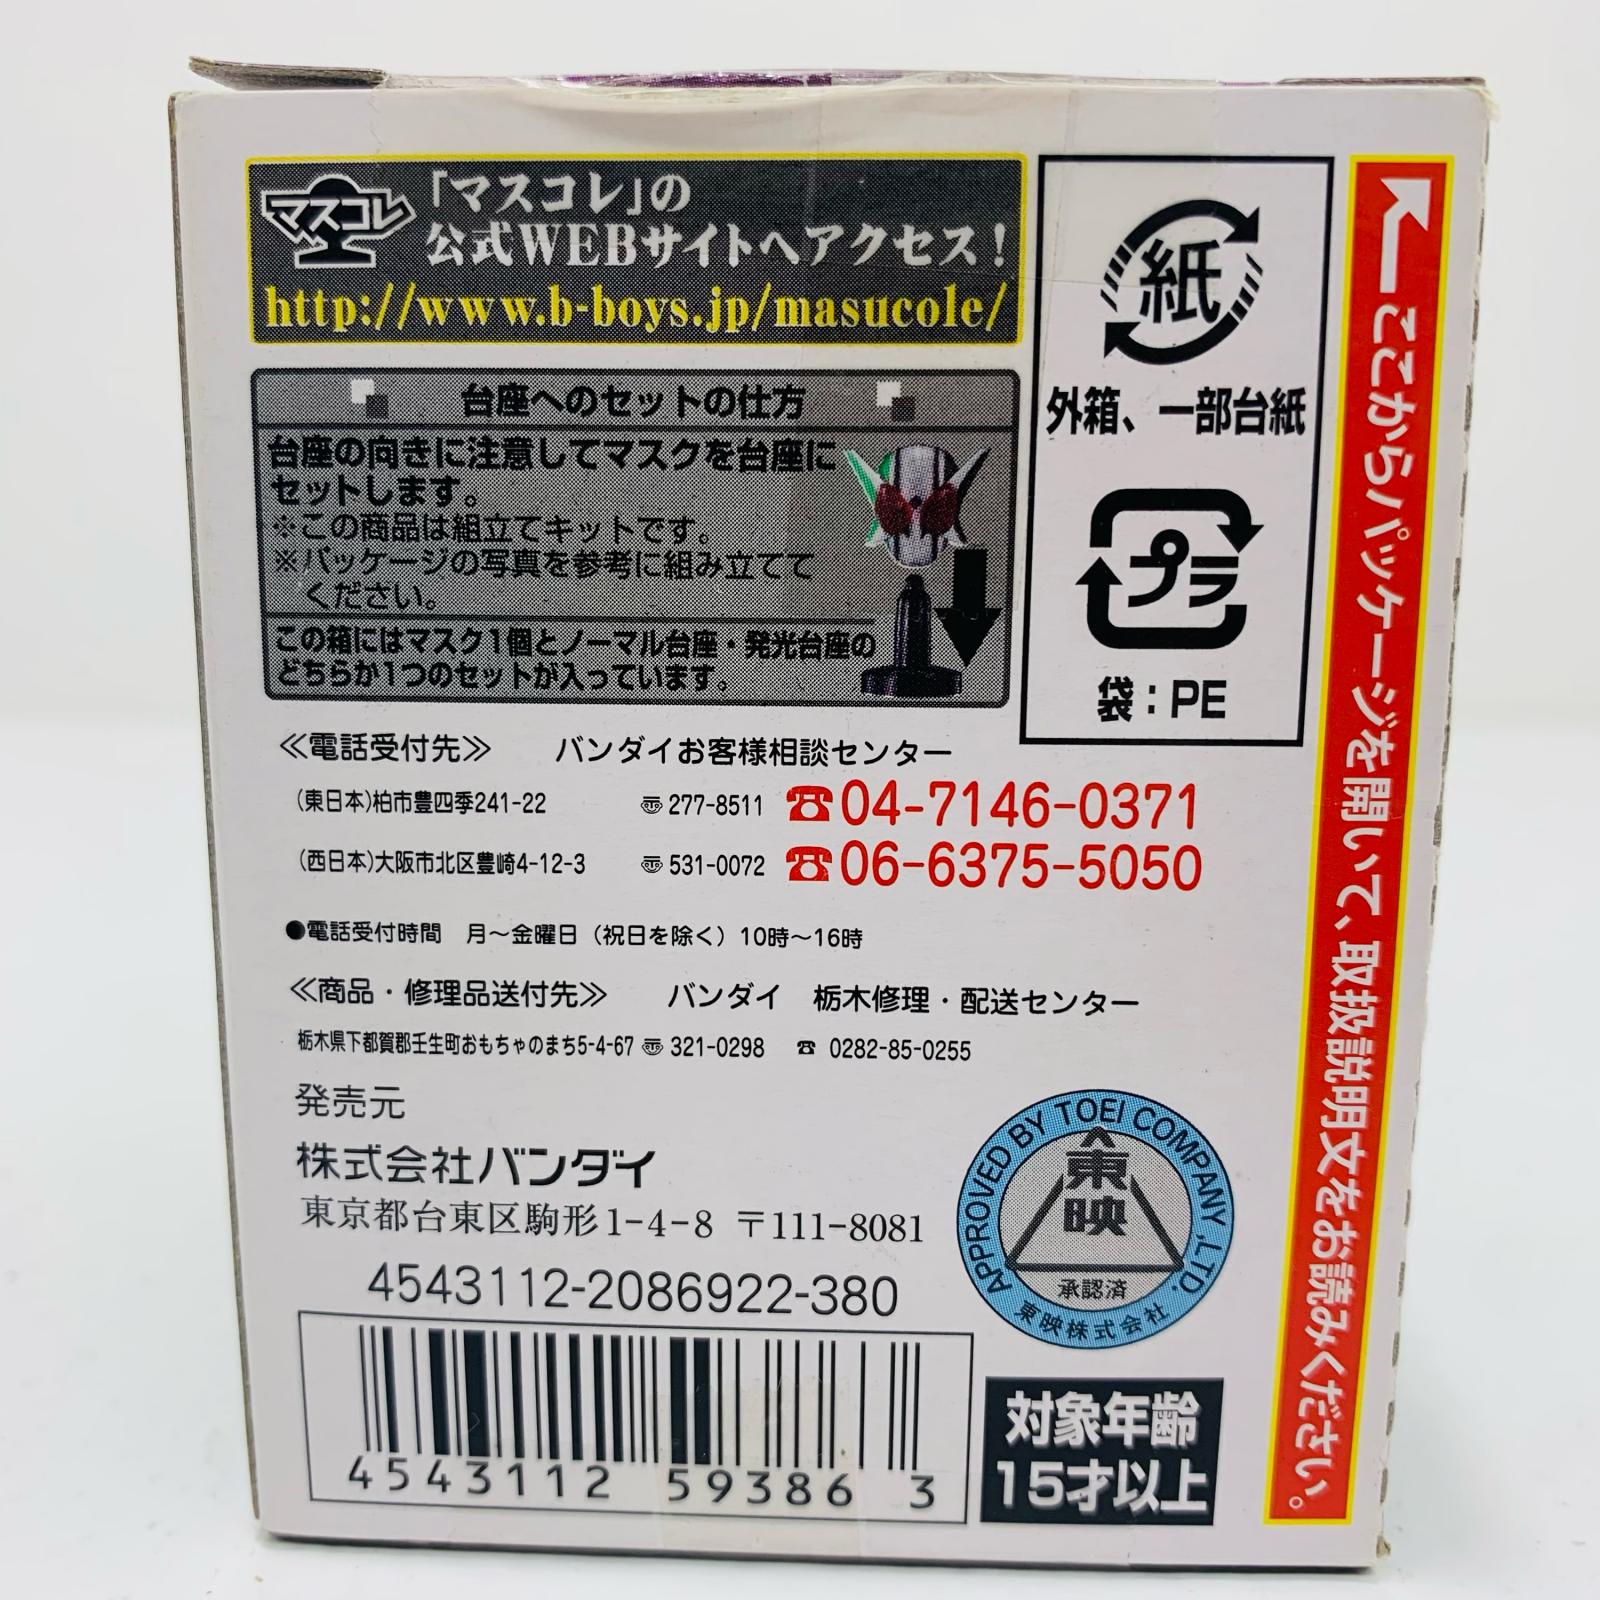 マスコレ
「マスコレ」の
公式WEBサイトへアクセス！
http://www.b-boys.jp/masucole/
台座へのセットの仕方
台座の向きに注意してマスクを台座に
セットします。
※この商品は組立てキットです。
※パッケージの写真を参考に組み立てて
ください。
この箱にはマスク1個とノーマル台座・発光台座の
どちらか1つのセットが入っています。
紙
外箱、一部台紙
プラ
袋：PE
ここからパッケージを開いて、取扱説明文をお読みください。
≪電話受付先≫ バンダイお客様相談センター
(東日本)柏市豊四季241-22 〠 277-8511 ☎04-7146-0371
(西日本)大阪市北区豊崎4-12-3 〠 531-0072 ☎06-6375-5050
●電話受付時間 月～金曜日（祝日を除く）10時～16時
≪商品・修理品送付先≫ バンダイ 栃木修理・配送センター
栃木県下都賀郡壬生町おもちゃのまち5-4-67 〠 321-0298 ☎ 0282-85-0255
発売元
株式会社バンダイ
東京都台東区駒形1-4-8 〒111-8081
4543112-2086922-380
4543112 59386 3
APPROVED BY TOEI COMPANY ,LTD.
東映
承認済
東映株式会社
対象年齢
15才以上